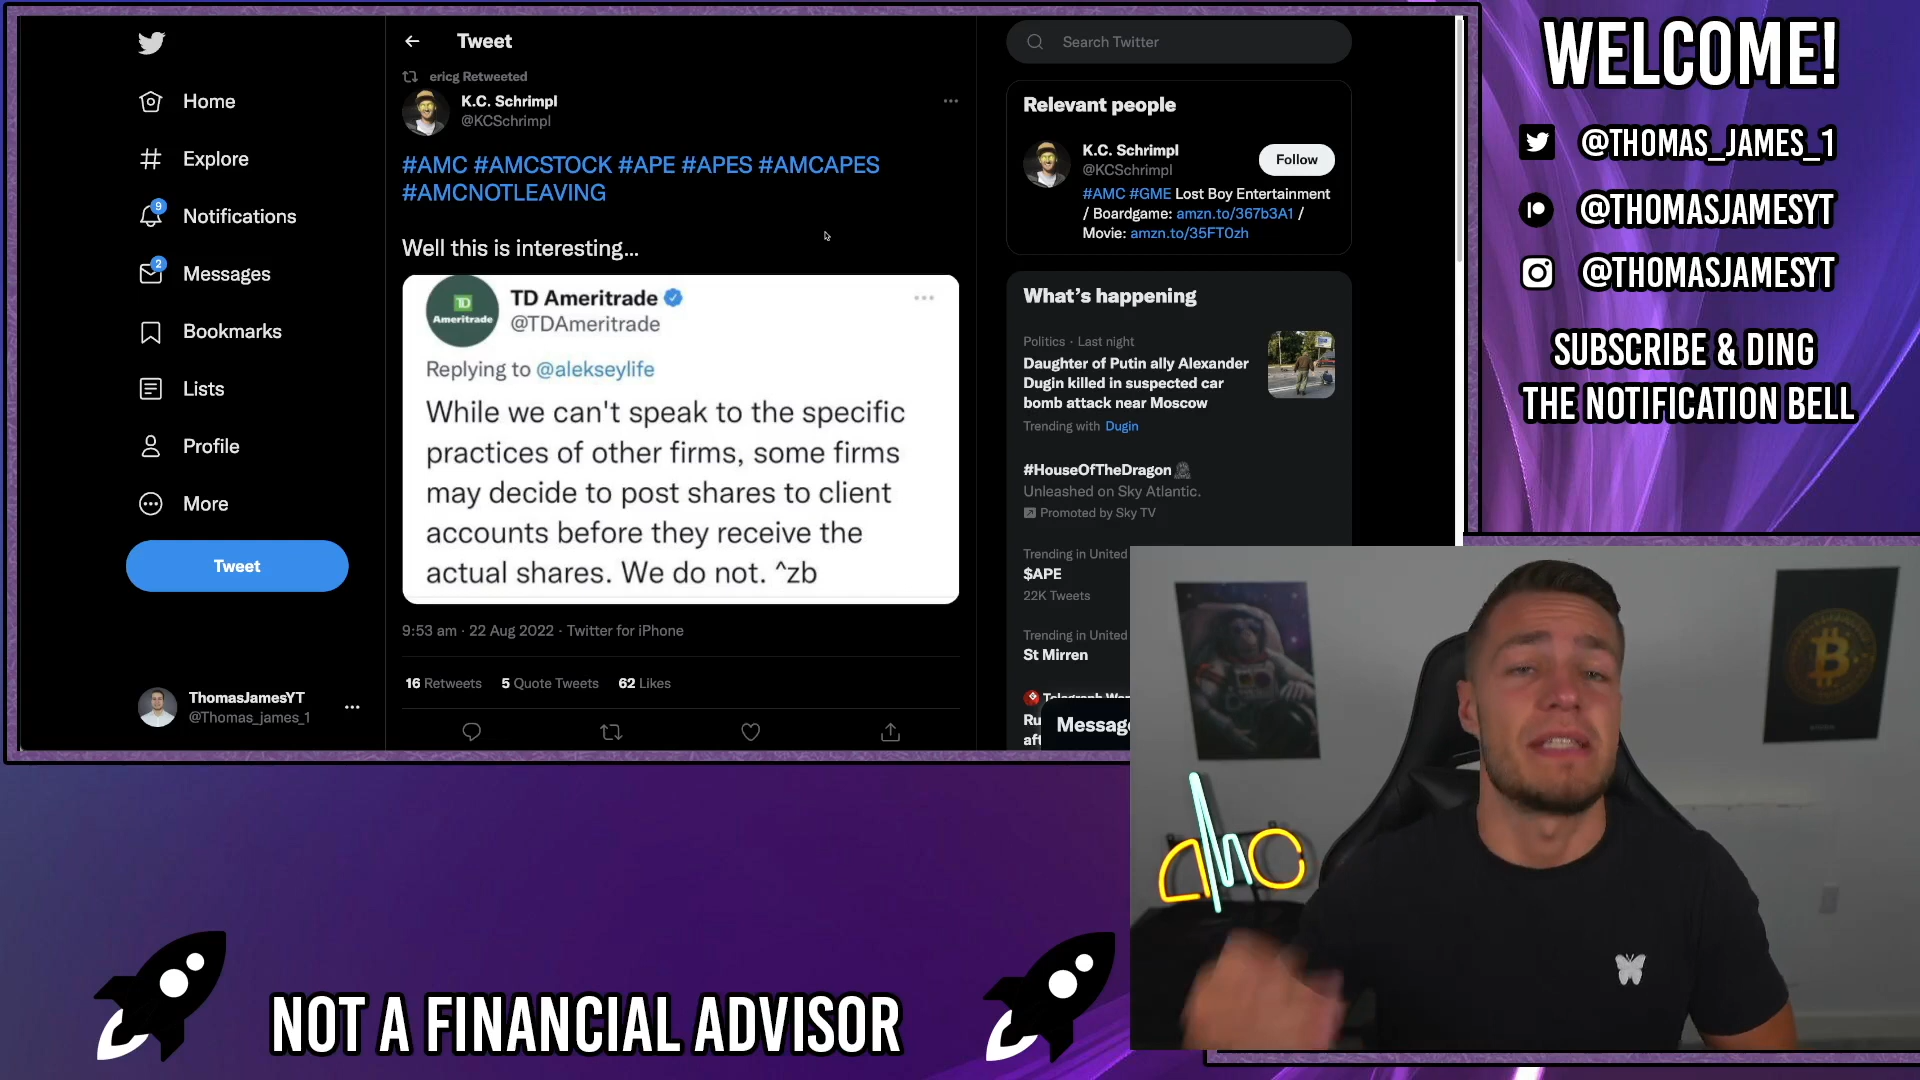 Home
Explore
9
Notifications
2
Messages
Bookmarks
Lists
Profile
More
Tweet
ThomasJamesYT
@Thomas_james_1
Tweet
ericg Retweeted
K.C. Schrimpl
@KCSchrimpl
#AMC #AMCSTOCK #APE #APES #AMCAPES
#AMCNOTLEAVING
Well this is interesting...
TD
Ameritrade
TD Ameritrade
@TDAmeritrade
Replying to @alekseylife
While we can't speak to the specific
practices of other firms, some firms
may decide to post shares to client
accounts before they receive the
actual shares. We do not. ^zb
9:53 am · 22 Aug 2022 · Twitter for iPhone
16 Retweets 5 Quote Tweets 62 Likes
Search Twitter
Relevant people
K.C. Schrimpl
@KCSchrimpl
Follow
#AMC #GME Lost Boy Entertainment
/ Boardgame: amzn.to/367b3A1 /
Movie: amzn.to/35FT0zh
What's happening
Politics · Last night
Daughter of Putin ally Alexander
Dugin killed in suspected car
bomb attack near Moscow
Trending with Dugin
#HouseOfTheDragon
Unleashed on Sky Atlantic.
Promoted by Sky TV
Trending in United
$APE
22K Tweets
Trending in United
St Mirren
Ru
aft
Message
WELCOME!
@THOMAS_JAMES_1
@THOMASJAMESYT
@THOMASJAMESYT
SUBSCRIBE & DING
THE NOTIFICATION BELL
NOT A FINANCIAL ADVISOR